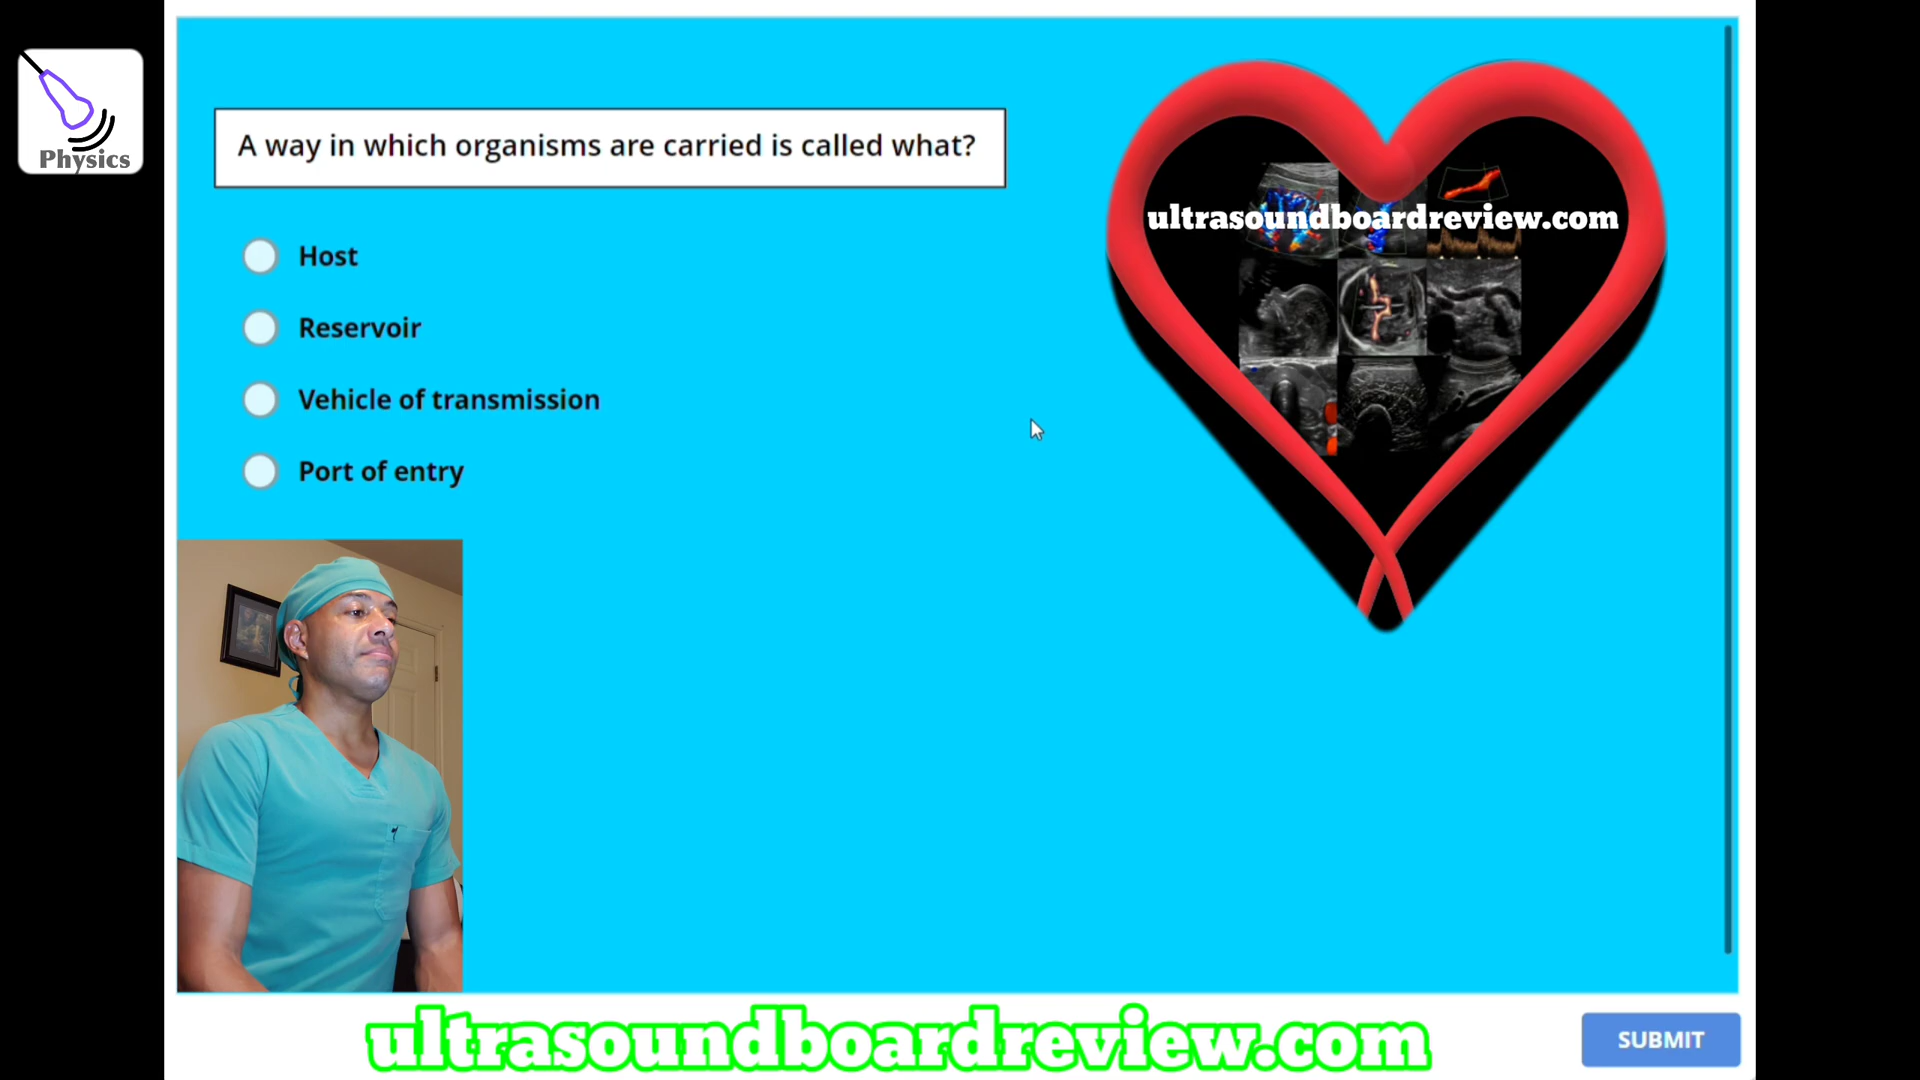 Physics
A way in which organisms are carried is called what?
Host
Reservoir
Vehicle of transmission
Port of entry
ultrasoundboardreview.com
ultrasoundboardreview.com
SUBMIT